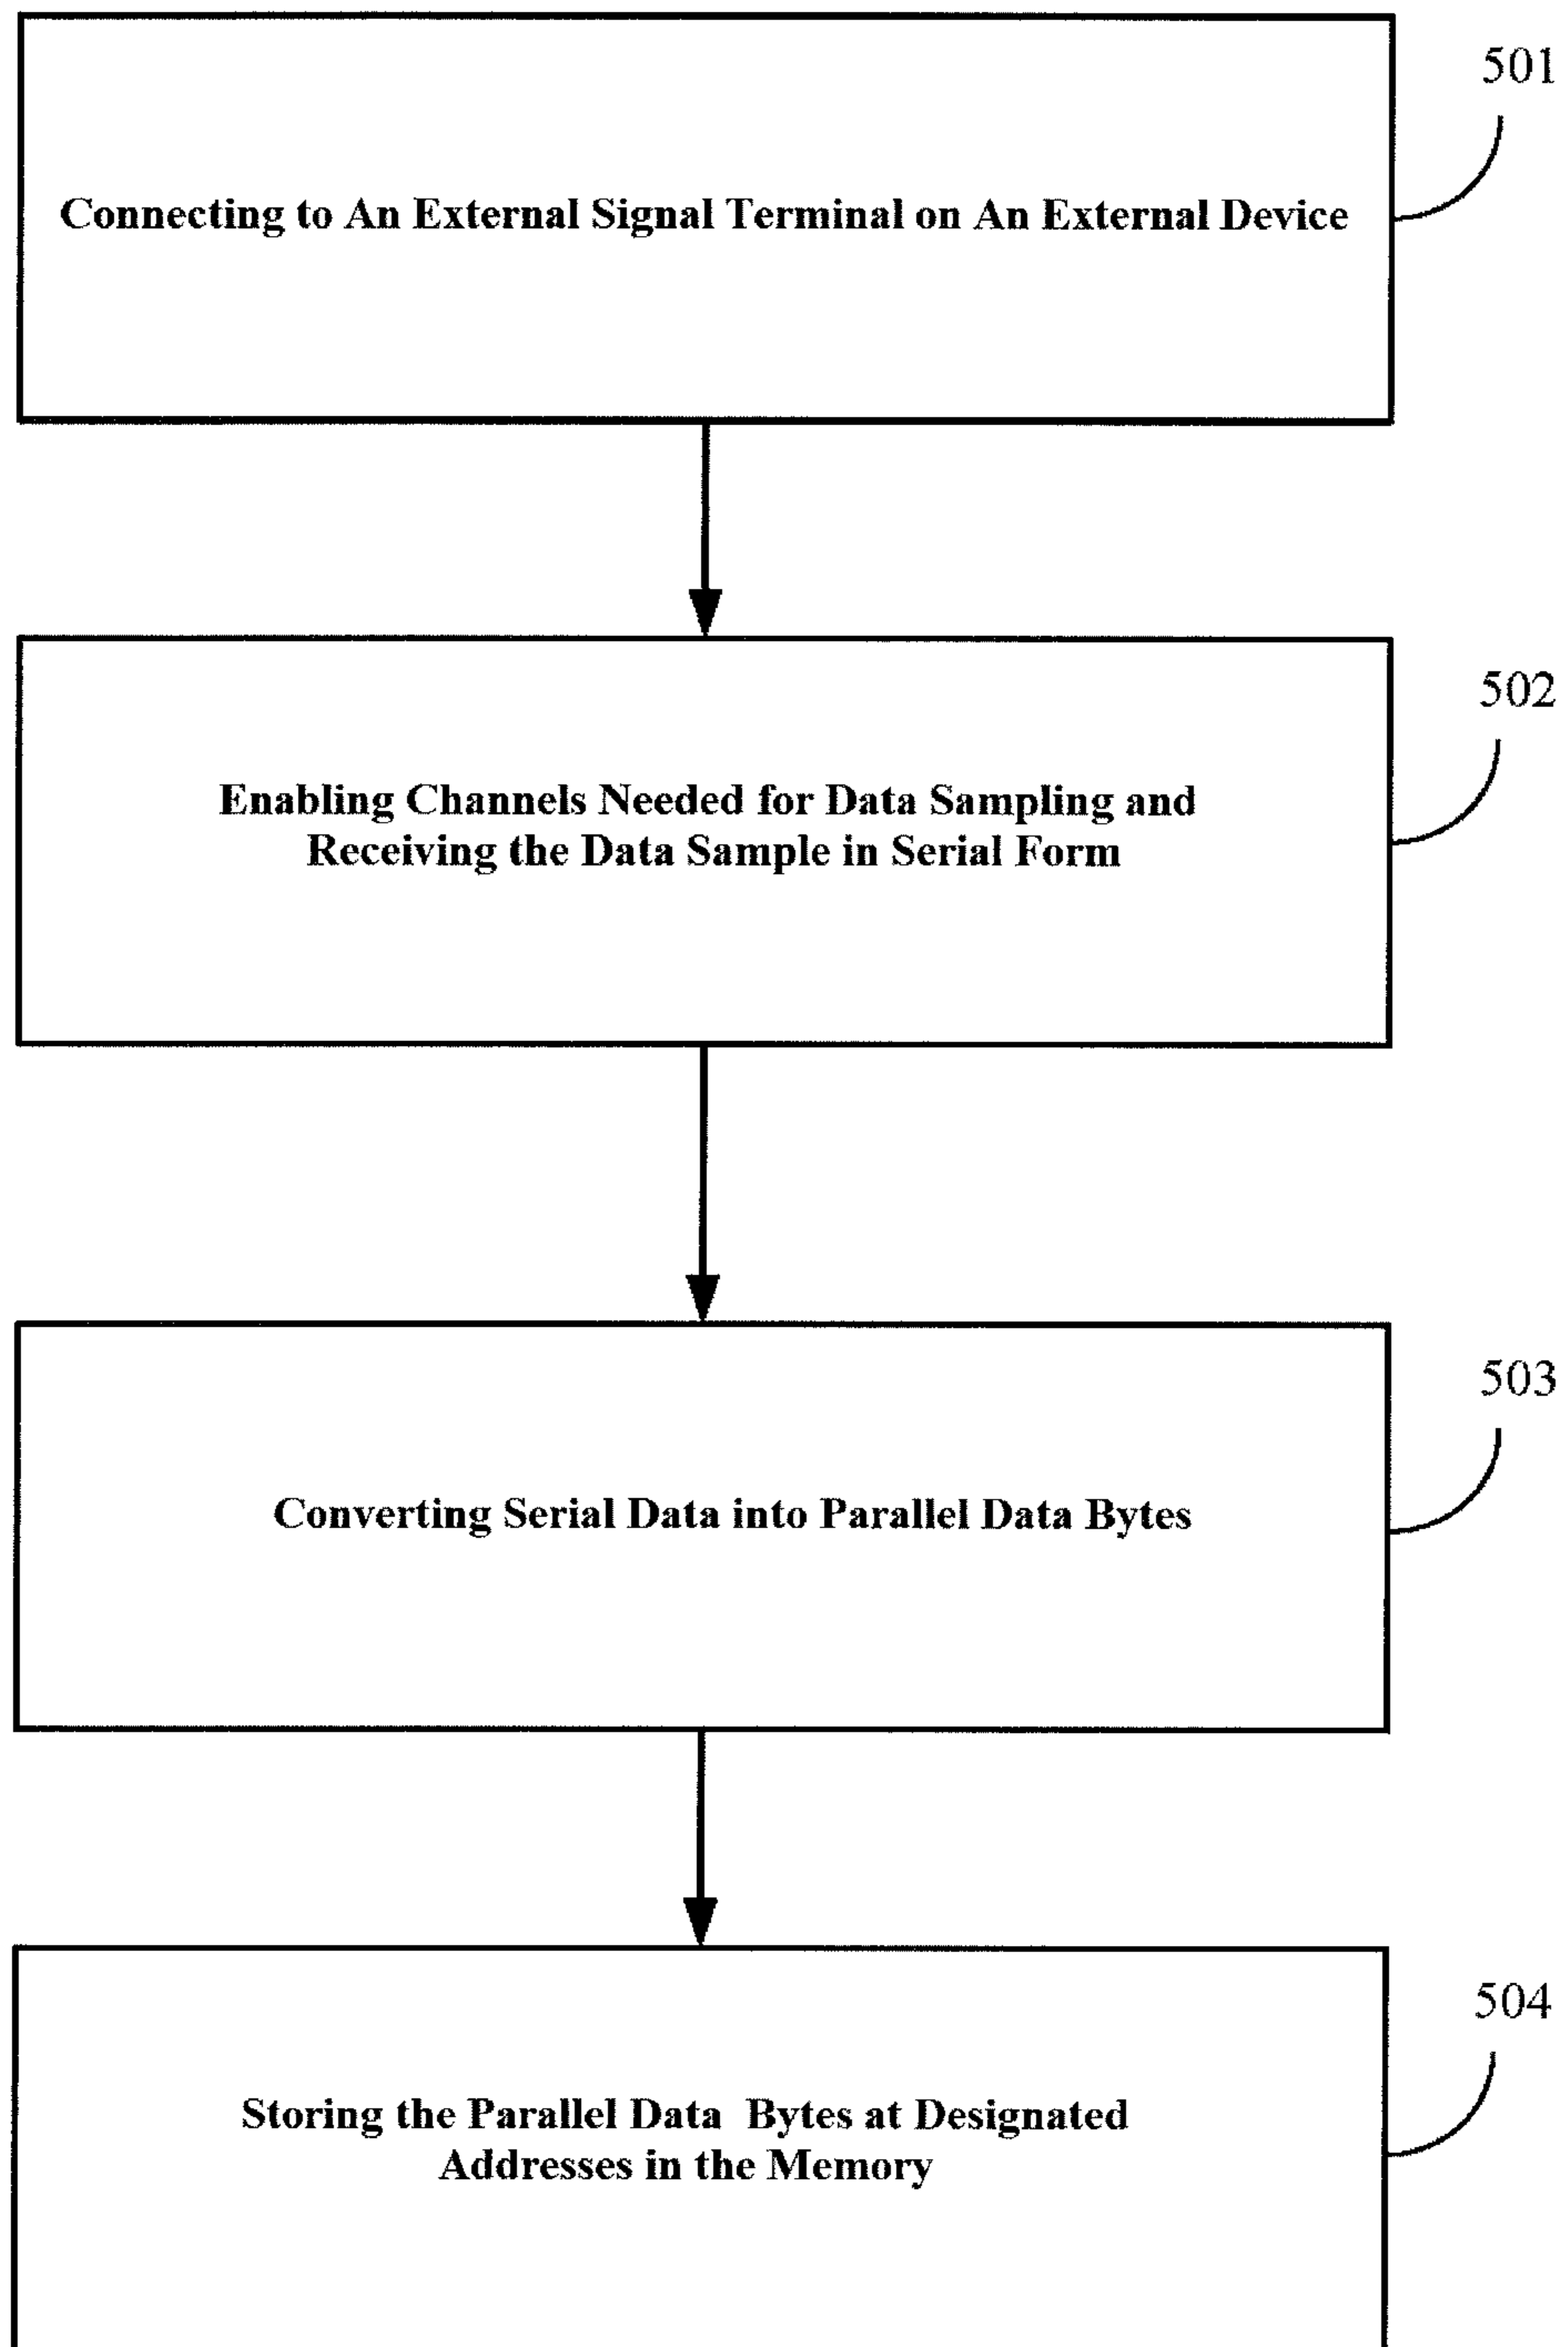 501
Connecting to An External Signal Terminal on An External Device
502
Enabling Channels Needed for Data Sampling and
Receiving the Data Sample in Serial Form
503
Converting Serial Data into Parallel Data Bytes
504
Storing the Parallel Data Bytes at Designated
Addresses in the Memory